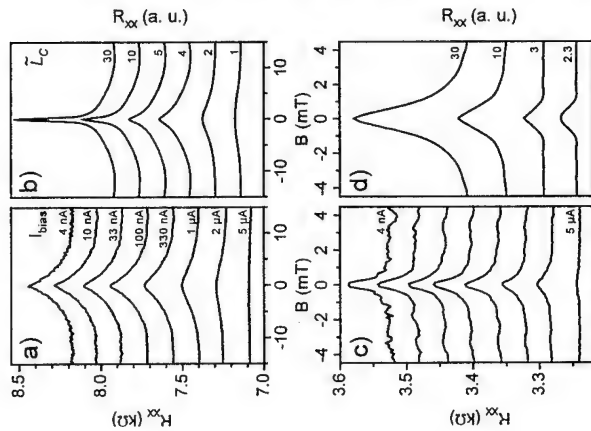 a)
I_bias
4 nA
10 nA
33 nA
100 nA
330 nA
1 µA
2 µA
5 µA
8.5
8.0
7.5
7.0
R_xx (kΩ)
-10 0 10
B (mT)
b)
L̃_C
30
10
5
4
2
1
R_xx (a. u.)
-10 0 10
B (mT)
c)
4 nA
5 µA
3.6
3.5
3.4
3.3
R_xx (kΩ)
-4 -2 0 2 4
B (mT)
d)
30
10
3
2.3
R_xx (a. u.)
-4 -2 0 2 4
B (mT)